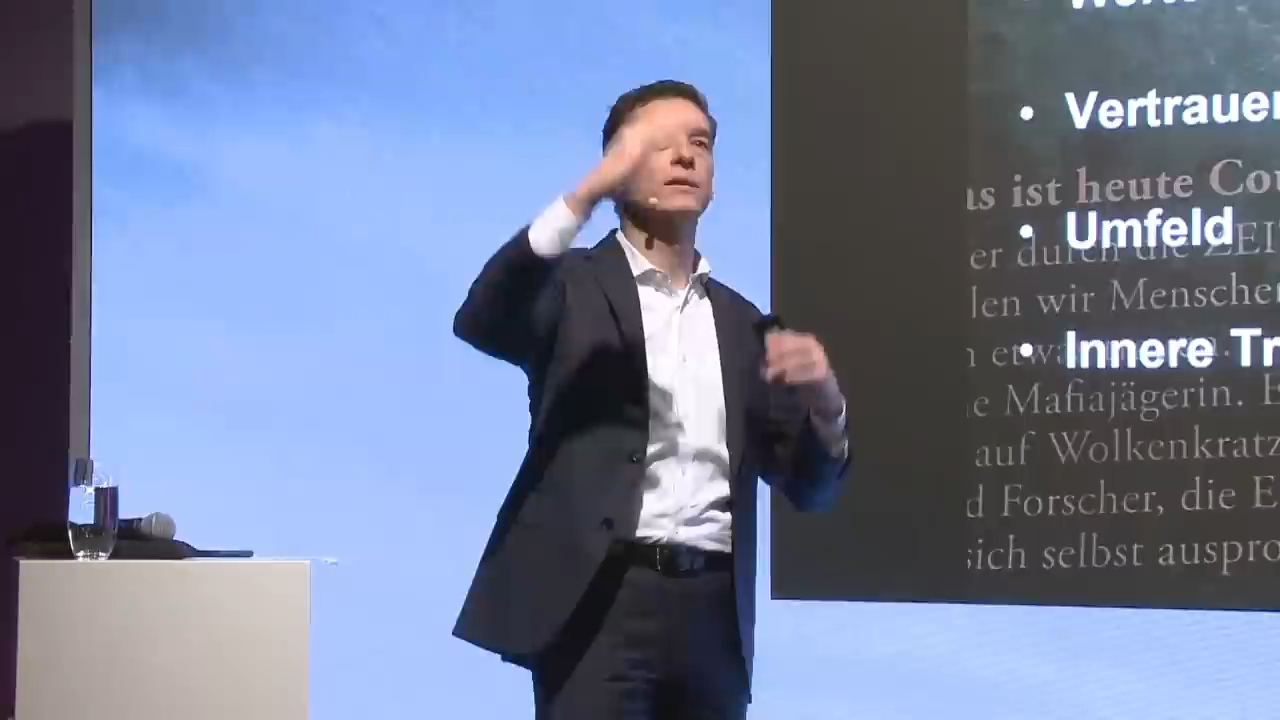 • Vertrauen
as ist heute Cou
• Umfeld
er durch die ZEIT
len wir Menschen
• Innere Tr
e Mafiajägerin. E
auf Wolkenkratz
d Forscher, die E
sich selbst auspro